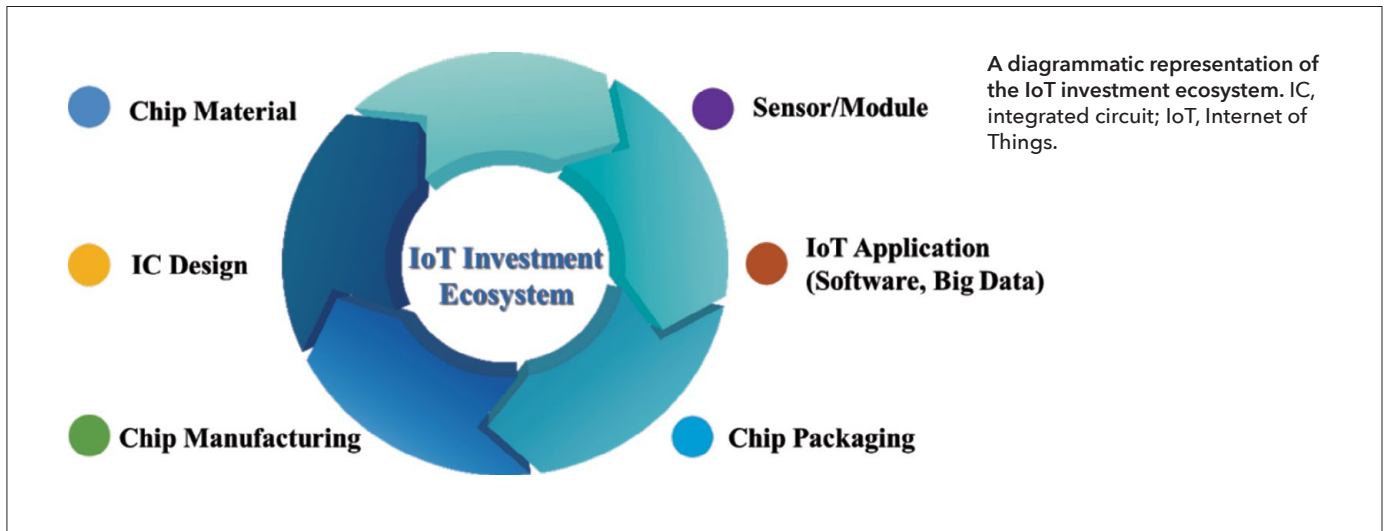 Chip Material
IC Design
Chip Manufacturing
IoT Investment
Ecosystem
Sensor/Module
IoT Application
(Software, Big Data)
Chip Packaging
A diagrammatic representation of
the IoT investment ecosystem. IC,
integrated circuit; IoT, Internet of
Things.